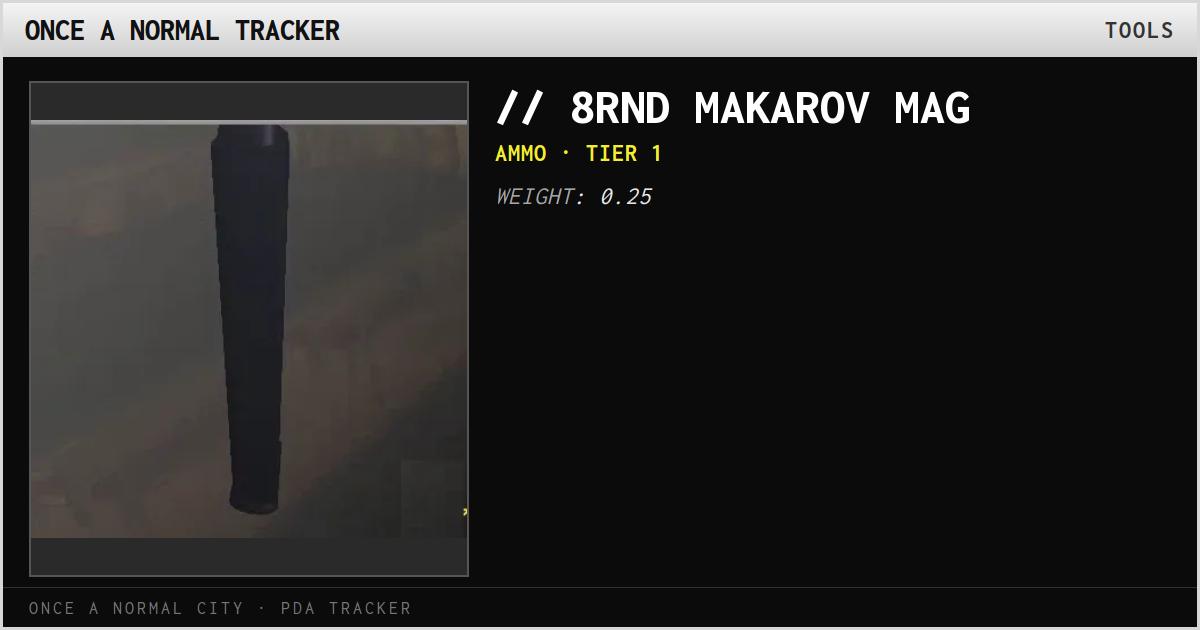 ONCE A NORMAL TRACKER
TOOLS
// 8RND MAKAROV MAG
AMMO · TIER 1
WEIGHT: 0.25
ONCE A NORMAL CITY · PDA TRACKER